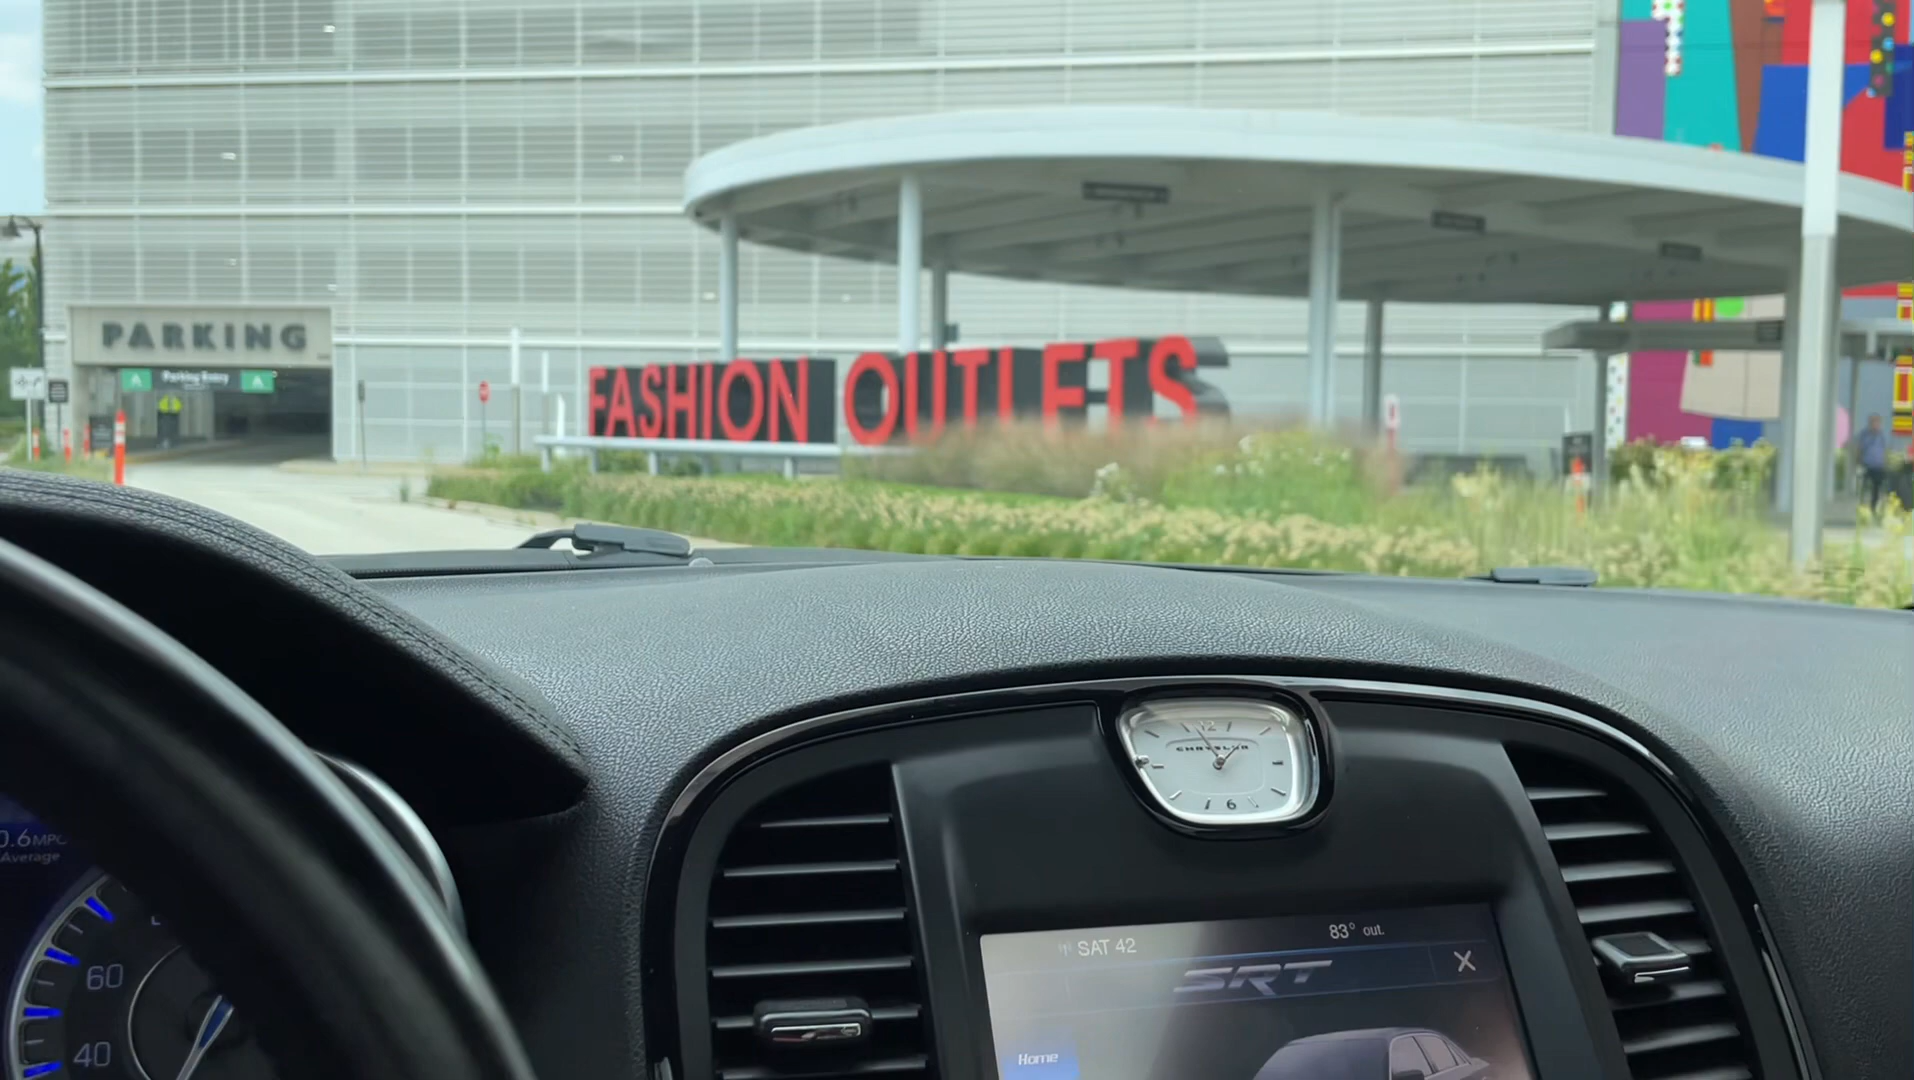 PARKING
A Parking Entry A
FASHION OUTLETS
12
CHRYSLER
6
0.6 MPG
Average
60
40
SAT 42
83° out.
SRT
X
Home